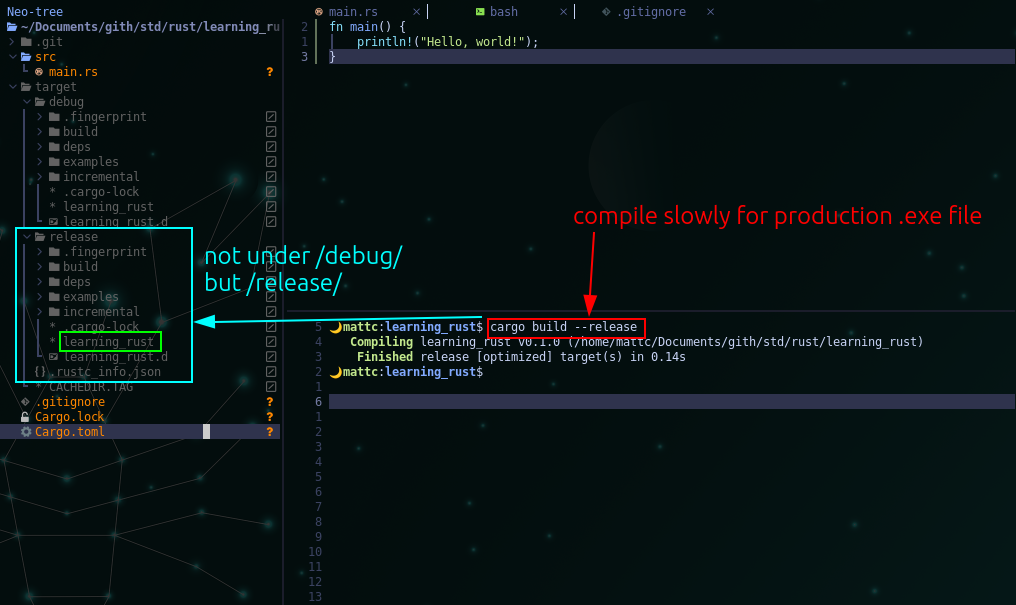 Neo-tree
~/Documents/gith/std/rust/learning_ru
.git
src
main.rs ?
target
debug
.fingerprint
build
deps
examples
incremental
* .cargo-lock
* learning_rust
learning_rust.d
release
.fingerprint
build
deps
examples
incremental
* .cargo-lock
* learning_rust
learning_rust.d
{} .rustc_info.json
* CACHEDIR.TAG
.gitignore ?
Cargo.lock ?
Cargo.toml ?
main.rs × bash × .gitignore ×
2 fn main() {
1 println!("Hello, world!");
3 }
compile slowly for production .exe file
not under /debug/
but /release/
5 mattc:learning_rust$ cargo build --release
4 Compiling learning_rust v0.1.0 (/home/mattc/Documents/gith/std/rust/learning_rust)
3 Finished release [optimized] target(s) in 0.14s
2 mattc:learning_rust$
1
6
1
2
3
4
5
6
7
8
9
10
11
12
13